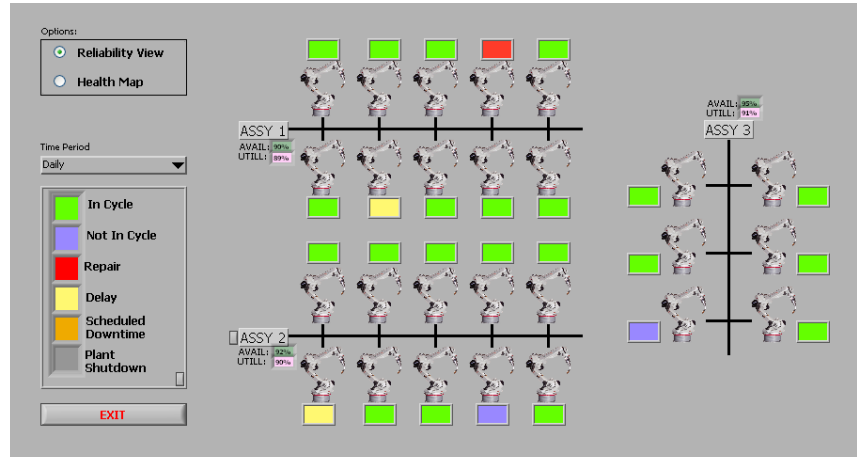 Options:
Reliability View
Health Map
Time Period
Daily
In Cycle
Not In Cycle
Repair
Delay
Scheduled
Downtime
Plant
Shutdown
EXIT
ASSY 1
AVAIL: 90%
UTILL: 89%
ASSY 2
AVAIL: 92%
UTILL: 90%
AVAIL: 95%
UTILL: 91%
ASSY 3